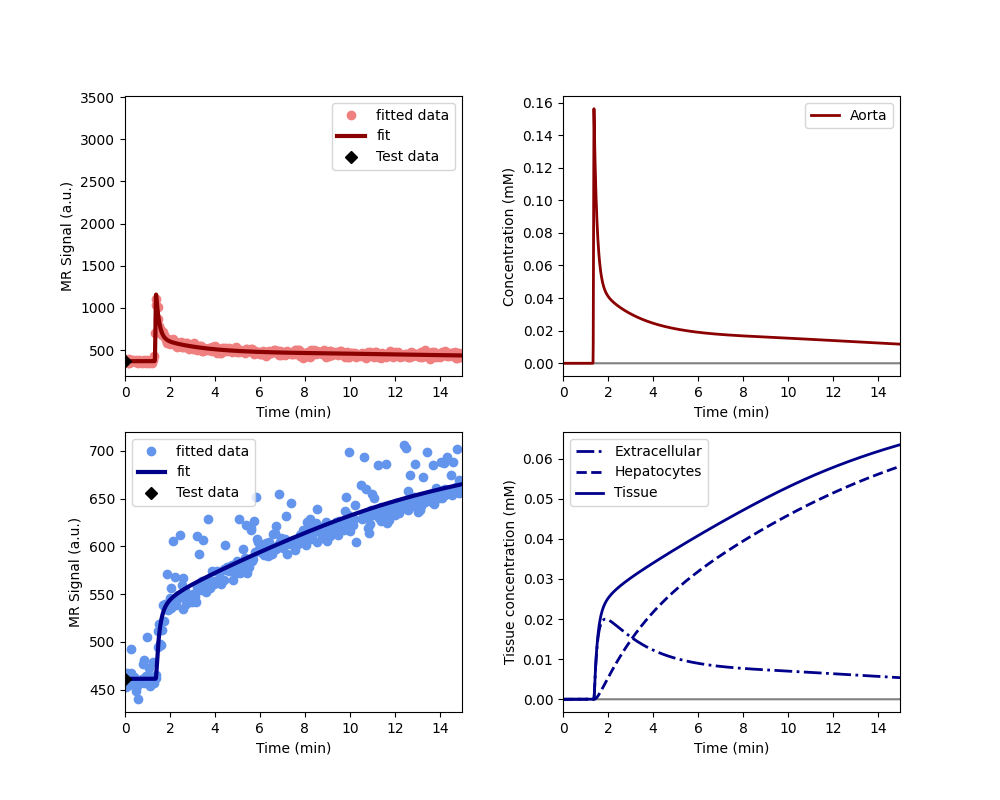 3500
3000
2500
2000
1500
1000
500
MR Signal (a.u.)
fitted data
fit
Test data
0 2 4 6 8 10 12 14
Time (min)
0.16
0.14
0.12
0.10
0.08
0.06
0.04
0.02
0.00
Concentration (mM)
Aorta
0 2 4 6 8 10 12 14
Time (min)
700
650
600
550
500
450
MR Signal (a.u.)
fitted data
fit
Test data
0 2 4 6 8 10 12 14
Time (min)
0.06
0.05
0.04
0.03
0.02
0.01
0.00
Tissue concentration (mM)
Extracellular
Hepatocytes
Tissue
0 2 4 6 8 10 12 14
Time (min)